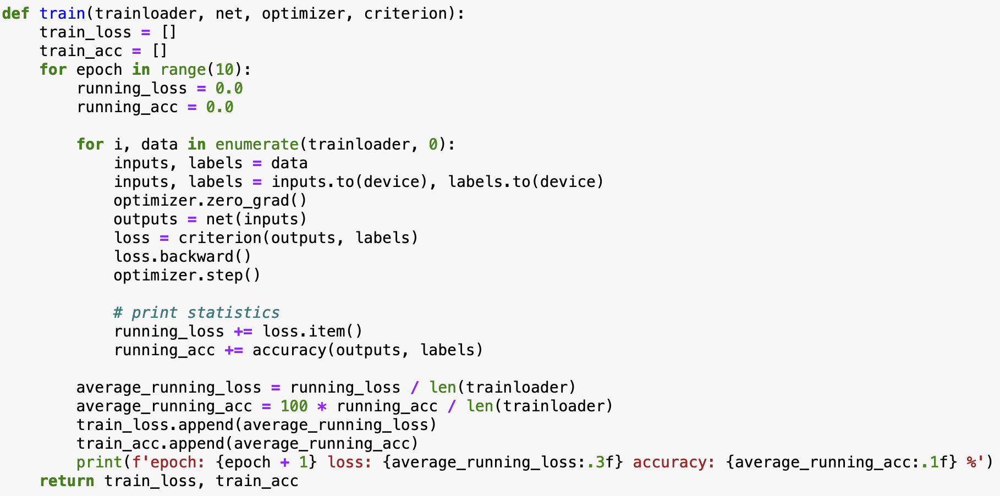 def train(trainloader, net, optimizer, criterion):
    train_loss = []
    train_acc = []
    for epoch in range(10):
        running_loss = 0.0
        running_acc = 0.0

        for i, data in enumerate(trainloader, 0):
            inputs, labels = data
            inputs, labels = inputs.to(device), labels.to(device)
            optimizer.zero_grad()
            outputs = net(inputs)
            loss = criterion(outputs, labels)
            loss.backward()
            optimizer.step()

            # print statistics
            running_loss += loss.item()
            running_acc += accuracy(outputs, labels)

        average_running_loss = running_loss / len(trainloader)
        average_running_acc = 100 * running_acc / len(trainloader)
        train_loss.append(average_running_loss)
        train_acc.append(average_running_acc)
        print(f'epoch: {epoch + 1} loss: {average_running_loss:.3f} accuracy: {average_running_acc:.1f} %')
    return train_loss, train_acc